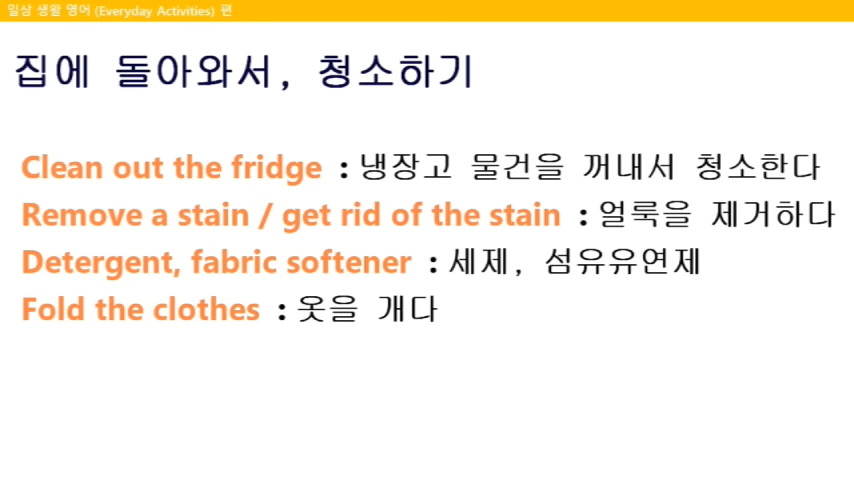 일상 생활 영어 (Everyday Activities) 편
집에 돌아와서, 청소하기
Clean out the fridge : 냉장고 물건을 꺼내서 청소한다
Remove a stain / get rid of the stain : 얼룩을 제거하다
Detergent, fabric softener : 세제, 섬유유연제
Fold the clothes : 옷을 개다